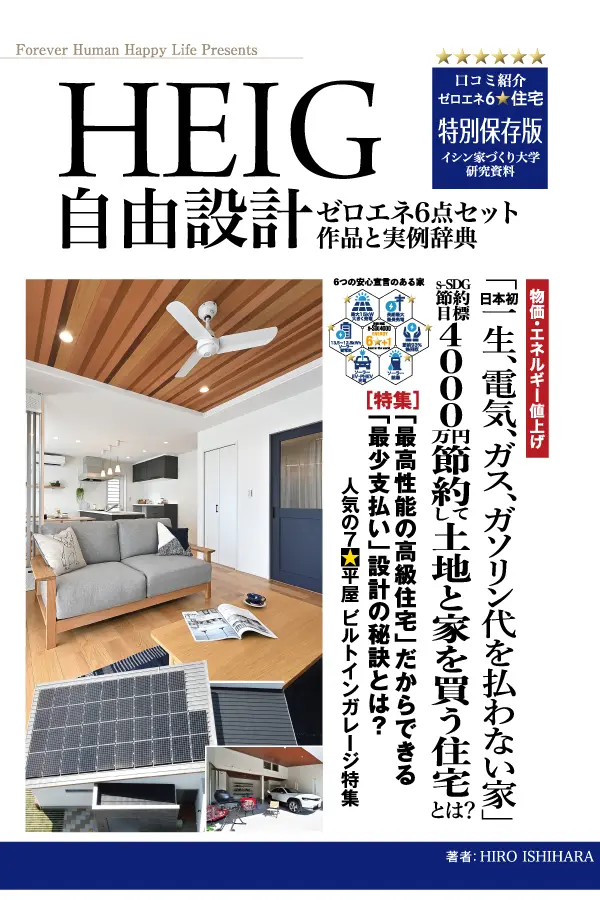 Forever Human Happy Life Presents
HEIG
自由設計
ゼロエネ6点セット
作品と実例辞典
★★★★★★
口コミ紹介
ゼロエネ6★住宅
特別保存版
イシン家づくり大学
研究資料
物価・エネルギー値上げ
日本初
「一生、電気、ガス、ガソリン代を払わない家」
s-SDG
節約目標
4000万円節約して土地と家を買う住宅とは?
6つの安心宣言のある家
6★+1
[特集]
「最高性能の高級住宅」だからできる
「最少支払い」設計の秘訣とは?
人気の7★平屋 ビルトインガレージ特集
著者: HIRO ISHIHARA